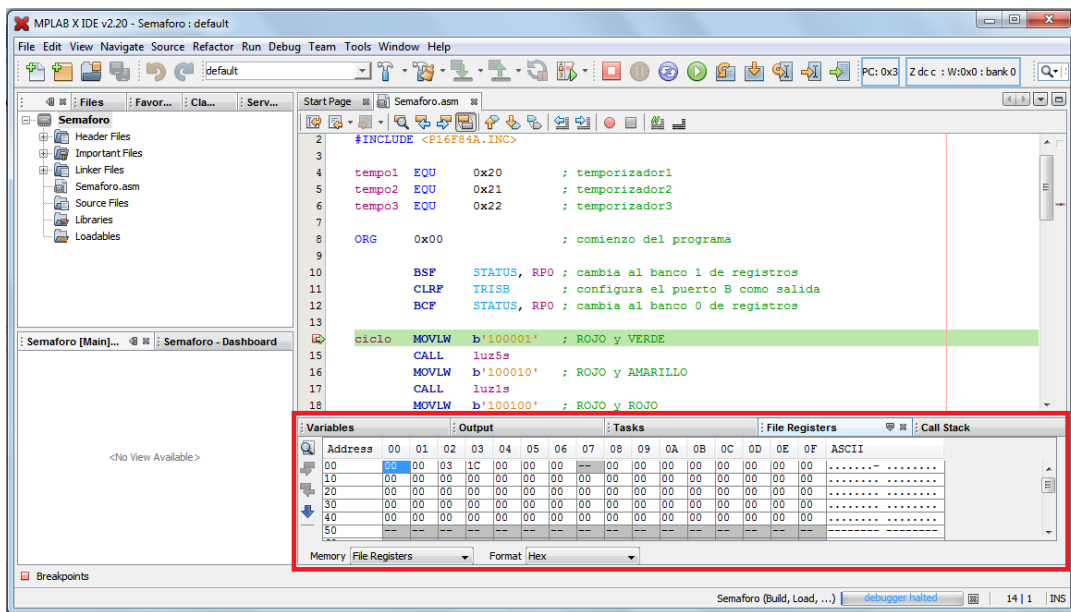 MPLAB X IDE v2.20 - Semaforo : default
File Edit View Navigate Source Refactor Run Debug Team Tools Window Help
default
PC: 0x3
Z dc c : W:0x0 : bank 0
Files Favor... Cla... Serv...
Semaforo
Header Files
Important Files
Linker Files
Semaforo.asm
Source Files
Libraries
Loadables
Semaforo [Main]... Semaforo - Dashboard
<No View Available>
Start Page Semaforo.asm
2 #INCLUDE <P16F84A.INC>
3
4 tempo1 EQU 0x20 ; temporizador1
5 tempo2 EQU 0x21 ; temporizador2
6 tempo3 EQU 0x22 ; temporizador3
7
8 ORG 0x00 ; comienzo del programa
9
10 BSF STATUS, RP0 ; cambia al banco 1 de registros
11 CLRF TRISB ; configura el puerto B como salida
12 BCF STATUS, RP0 ; cambia al banco 0 de registros
13
ciclo MOVLW b'100001' ; ROJO y VERDE
15 CALL luz5s
16 MOVLW b'100010' ; ROJO y AMARILLO
17 CALL luz1s
18 MOVLW b'100100' ; ROJO y ROJO
Variables Output Tasks File Registers Call Stack
Address 00 01 02 03 04 05 06 07 08 09 0A 0B 0C 0D 0E 0F ASCII
00 00 00 03 1C 00 00 00 -- 00 00 00 00 00 00 00 00 .......- ........
10 00 00 00 00 00 00 00 00 00 00 00 00 00 00 00 00 ........ ........
20 00 00 00 00 00 00 00 00 00 00 00 00 00 00 00 00 ........ ........
30 00 00 00 00 00 00 00 00 00 00 00 00 00 00 00 00 ........ ........
40 00 00 00 00 00 00 00 00 00 00 00 00 00 00 00 00 ........ ........
50 -- -- -- -- -- -- -- -- -- -- -- -- -- -- -- -- -------- --------
Memory File Registers Format Hex
Breakpoints
Semaforo (Build, Load, ...) debugger halted 14 | 1 INS